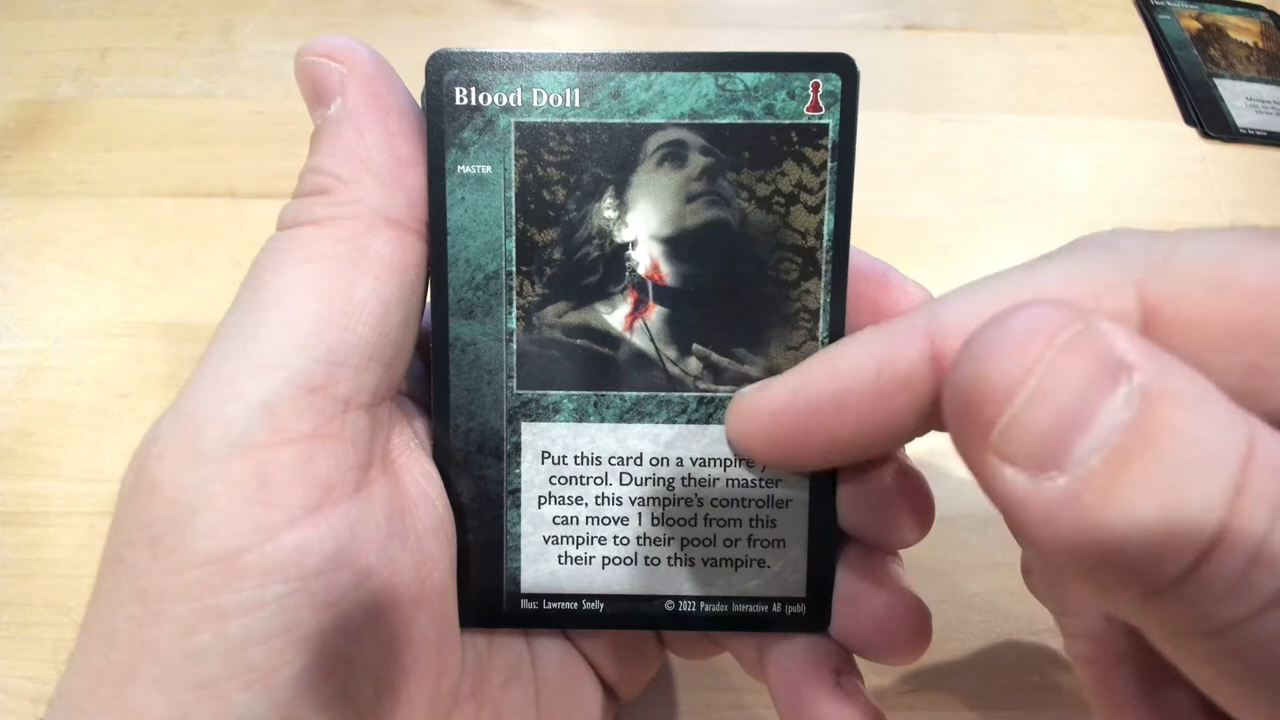 Blood Doll
MASTER
Put this card on a vampire
control. During their master
phase, this vampire's controller
can move 1 blood from this
vampire to their pool or from
their pool to this vampire.
Illus: Lawrence Snelly
© 2022 Paradox Interactive AB (publ)